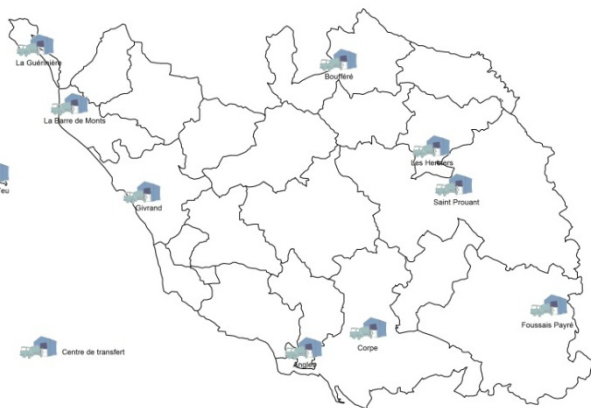 La Guérinière
Boufféré
La Barre de Monts
Les Herbiers
Yeu
Saint Prouant
Givrand
Foussais Payré
Corpe
Angles
Centre de transfert